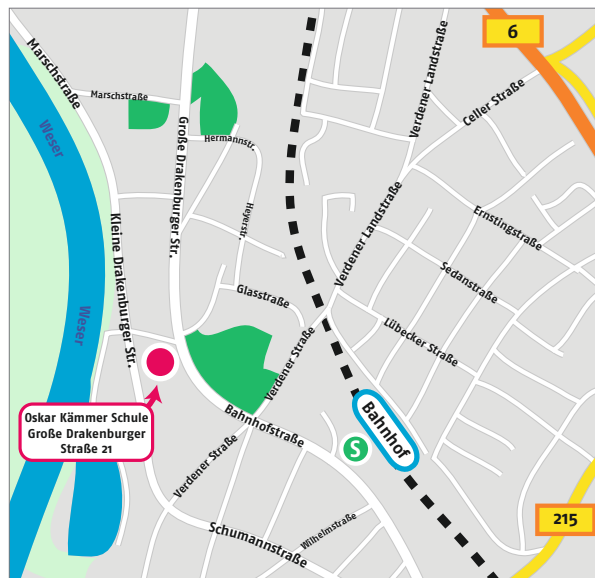 Marschstraße
Marschstraße
Weser
Große Drakenburger Str.
Hermannstr.
Heyerstr.
Verdener Landstraße
6
Celler Straße
Ernstingstraße
Sedanstraße
Verdener Landstraße
Lübecker Straße
Kleine Drakenburger Str.
Glasstraße
Weser
Verdener Straße
Oskar Kämmer Schule
Große Drakenburger
Straße 21
Bahnhofstraße
Verdener Straße
S
Bahnhof
215
Wilhelmstraße
Schumannstraße